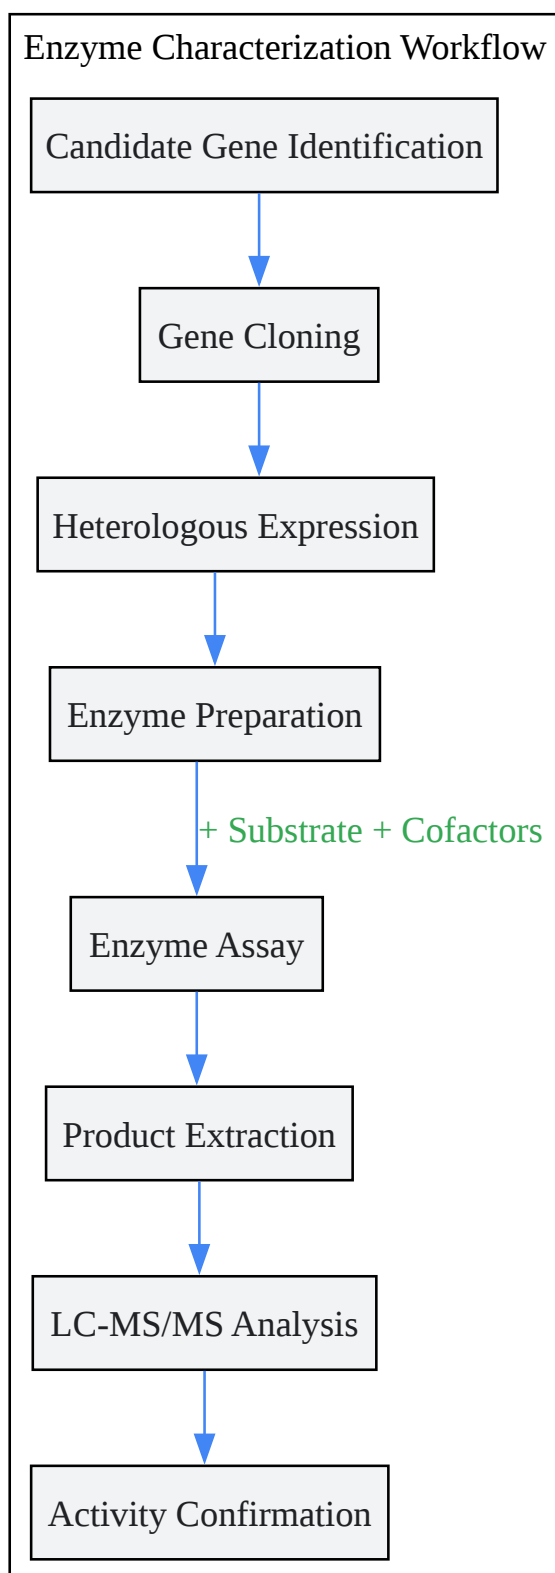 Enzyme Characterization Workflow
Candidate Gene Identification
Gene Cloning
Heterologous Expression
Enzyme Preparation
+ Substrate + Cofactors
Enzyme Assay
Product Extraction
LC-MS/MS Analysis
Activity Confirmation